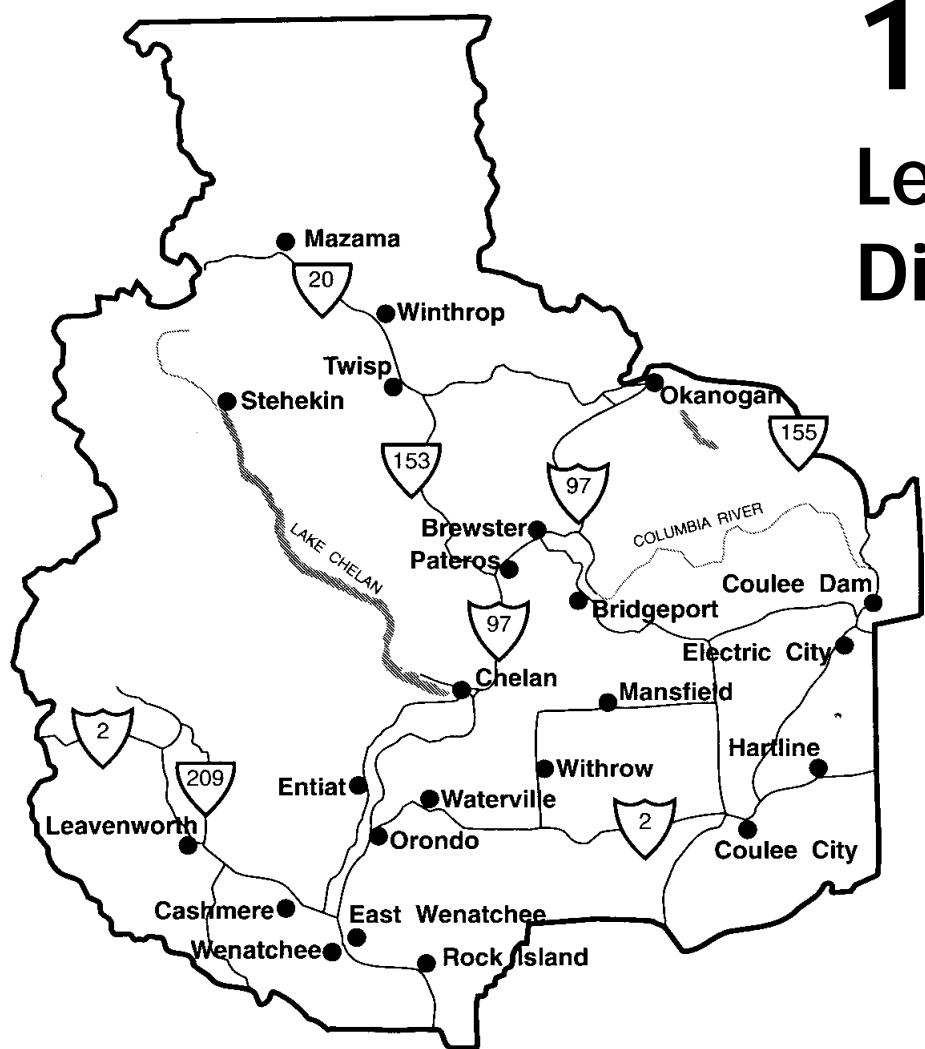 1
Le
Di
Mazama
20
Winthrop
Twisp
Stehekin
Okanogan
155
153
97
Brewster
COLUMBIA RIVER
LAKE CHELAN
Pateros
Coulee Dam
Bridgeport
97
Electric City
Chelan
Mansfield
2
Hartline
209
Entiat
Withrow
Waterville
2
Leavenworth
Orondo
Coulee City
Cashmere
East Wenatchee
Wenatchee
Rock Island